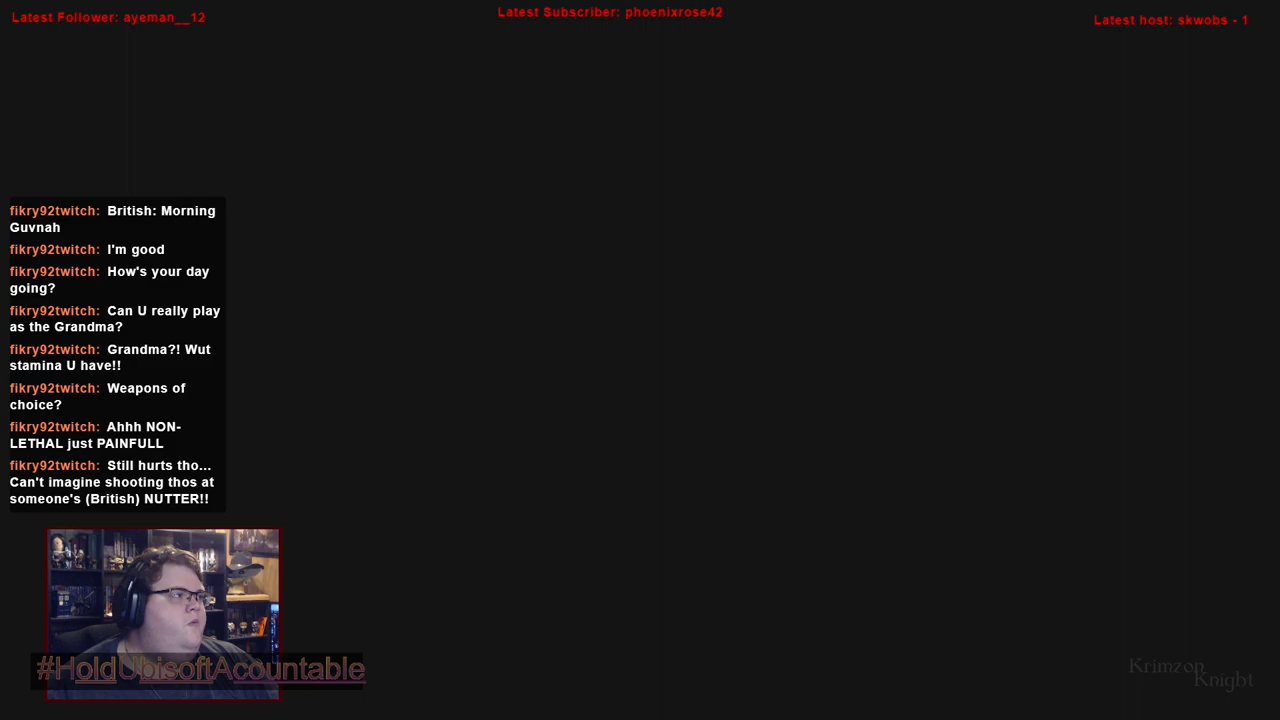 Latest Follower: ayeman__12
Latest Subscriber: phoenixrose42
Latest host: skwobs - 1
fikry92twitch: British: Morning
Guvnah
fikry92twitch: I'm good
fikry92twitch: How's your day
going?
fikry92twitch: Can U really play
as the Grandma?
fikry92twitch: Grandma?! Wut
stamina U have!!
fikry92twitch: Weapons of
choice?
fikry92twitch: Ahhh NON-
LETHAL just PAINFULL
fikry92twitch: Still hurts tho...
Can't imagine shooting thos at
someone's (British) NUTTER!!
#HoldUbisoftAcountable
Krimzon
Knight